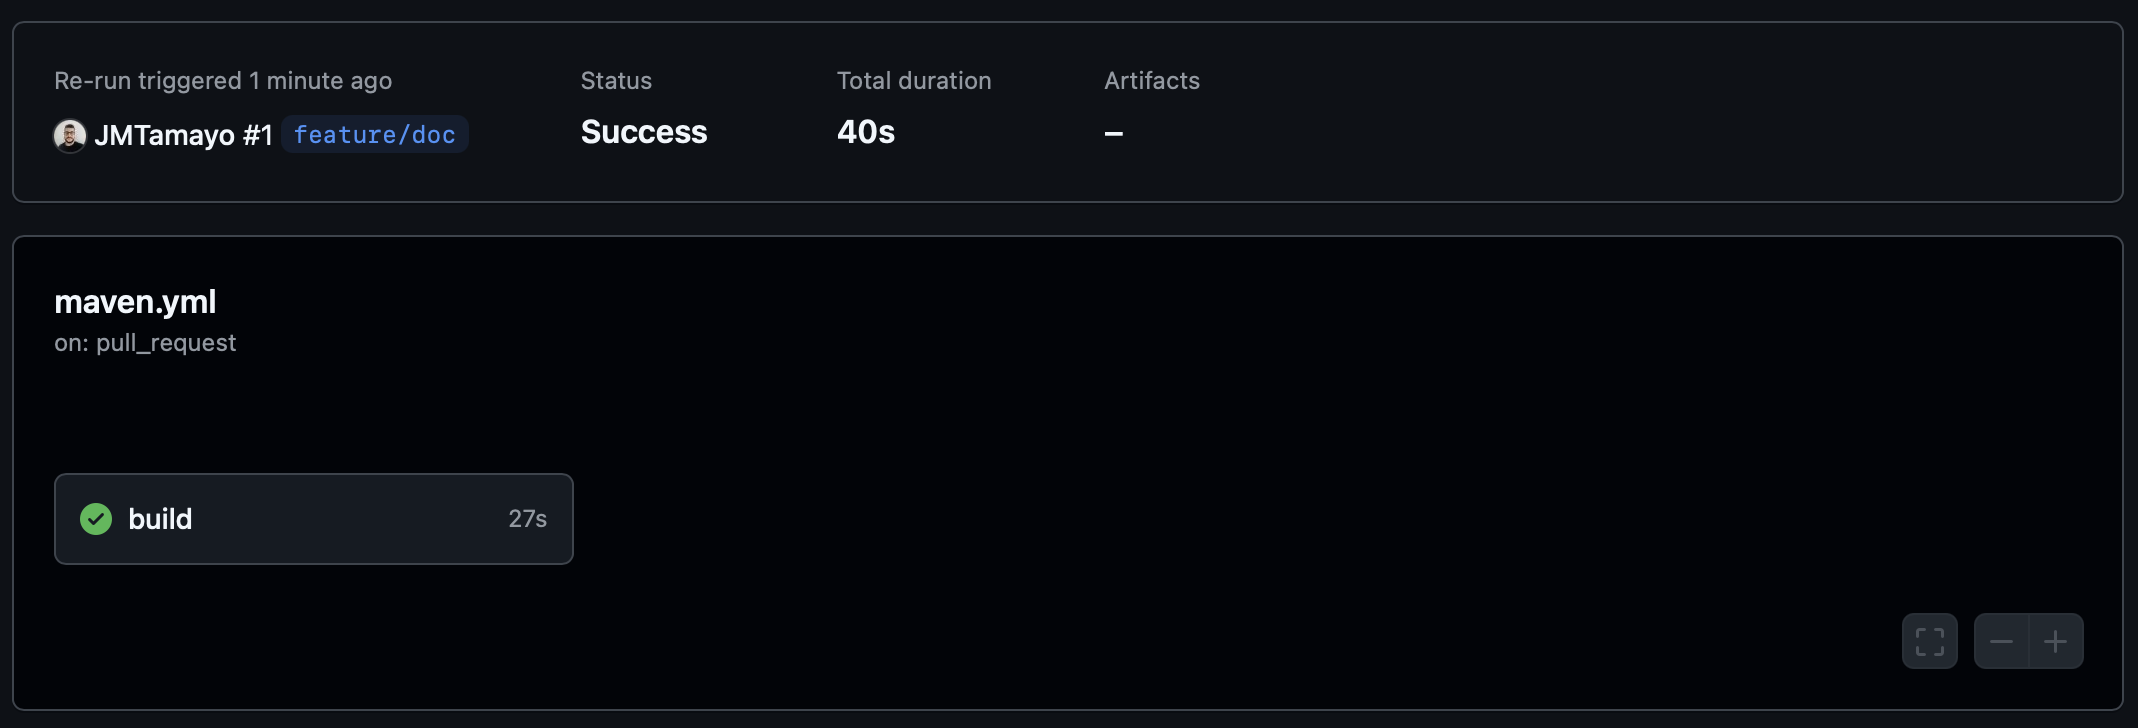 Re-run triggered 1 minute ago
JMTamayo #1 feature/doc
Status
Success
Total duration
40s
Artifacts
–
maven.yml
on: pull_request
build 27s